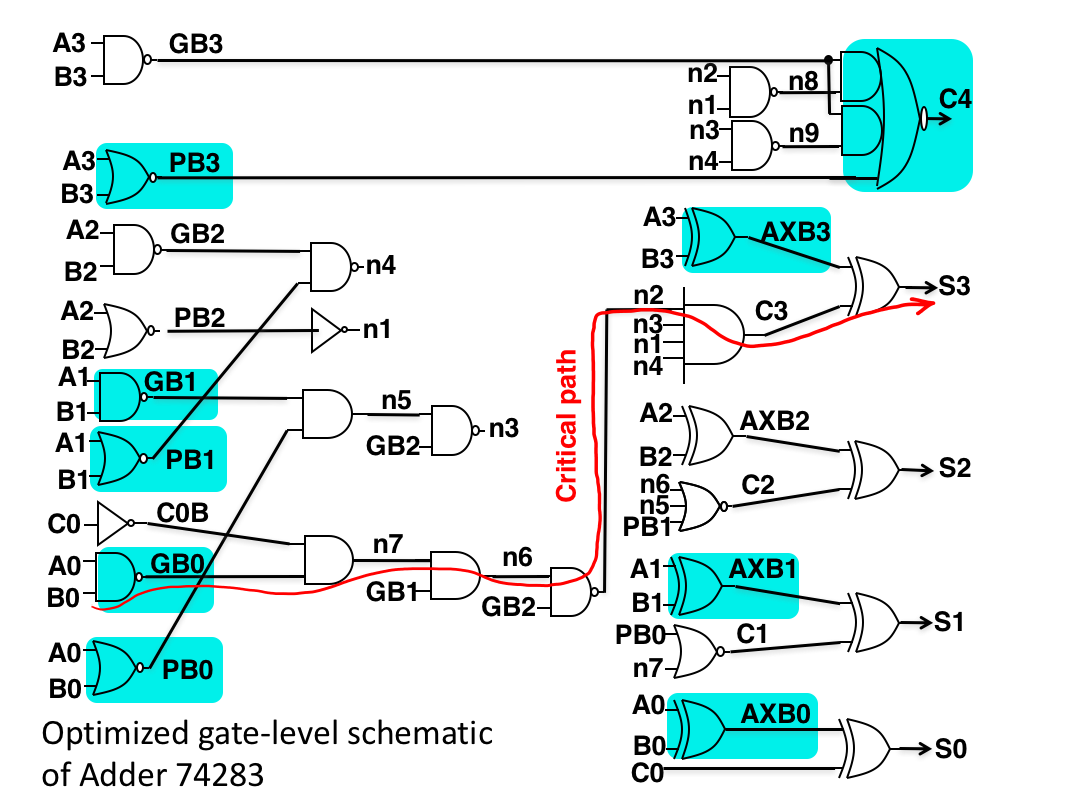 A3
GB3
B3
n2
n8
n1
C4
n3
n9
n4
A3
PB3
B3
A2
GB2
B2
n4
A2
PB2
n1
B2
A1
GB1
B1
A1
PB1
B1
n5
GB2
n3
C0
C0B
A0
GB0
B0
n7
GB1
n6
GB2
A0
PB0
B0
Critical path
A3
AXB3
B3
S3
n2
C3
n3
n1
n4
A2
AXB2
B2
S2
n6
C2
n5
PB1
A1
AXB1
B1
S1
PB0
C1
n7
A0
AXB0
B0
S0
C0
Optimized gate-level schematic
of Adder 74283